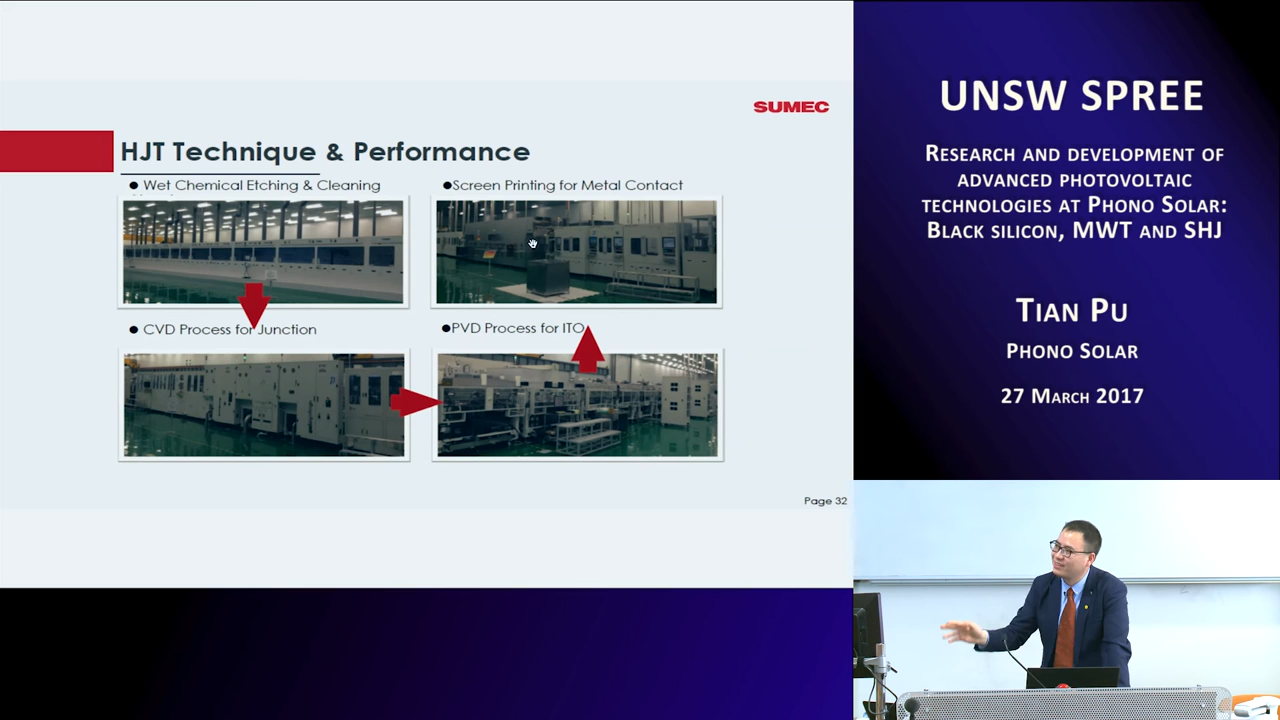 SUMEC
HJT Technique & Performance
● Wet Chemical Etching & Cleaning
●Screen Printing for Metal Contact
● CVD Process for Junction
●PVD Process for ITO
Page 32
UNSW SPREE
Research and development of
advanced photovoltaic
technologies at Phono Solar:
Black silicon, MWT and SHJ
Tian Pu
Phono Solar
27 March 2017